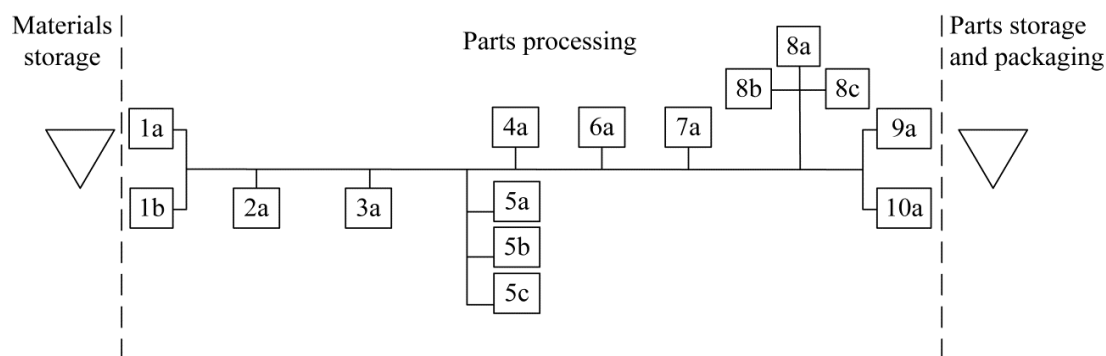 Materials
storage
Parts processing
Parts storage
and packaging
8a
8b
8c
1a
4a
6a
7a
9a
1b
2a
3a
5a
10a
5b
5c